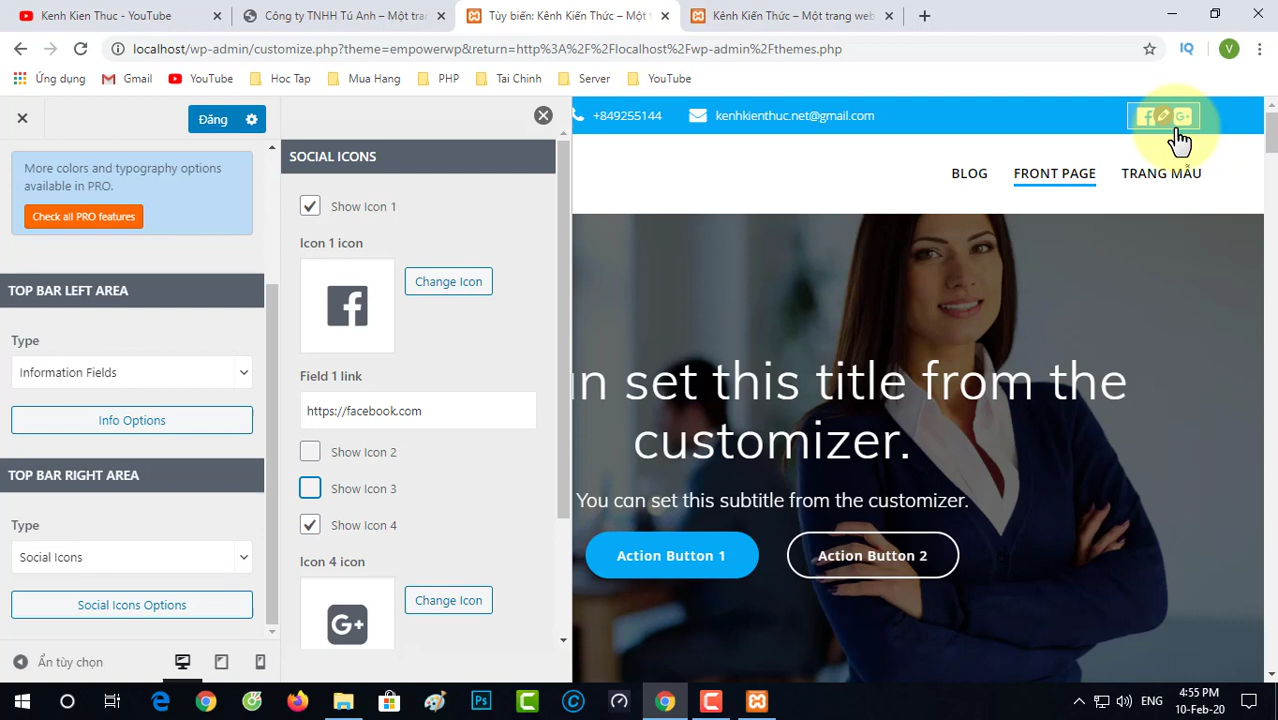 Kenh Kien Thuc - YouTube
Công ty TNHH Tú Anh – Một tran
Tùy biến: Kênh Kiến Thức – Một t
Kênh Kiến Thức – Một trang web
localhost/wp-admin/customize.php?theme=empowerwp&return=http%3A%2F%2Flocalhost%2Fwp-admin%2Fthemes.php
IQ
V
Ứng dụng
Gmail
YouTube
Hoc Tap
Mua Hang
PHP
Tai Chinh
Server
YouTube
Đăng
+849255144
kenhkienthuc.net@gmail.com
SOCIAL ICONS
More colors and typography options
available in PRO.
Check all PRO features
Show Icon 1
BLOG
FRONT PAGE
TRANG MẪU
Icon 1 icon
Change Icon
TOP BAR LEFT AREA
Type
Information Fields
Info Options
Field 1 link
https://facebook.com
Show Icon 2
Show Icon 3
Show Icon 4
TOP BAR RIGHT AREA
Type
Social Icons
Social Icons Options
Icon 4 icon
Change Icon
G+
n set this title from the
customizer.
You can set this subtitle from the customizer.
Action Button 1
Action Button 2
Ẩn tùy chọn
Ps
ENG
4:55 PM
10-Feb-20